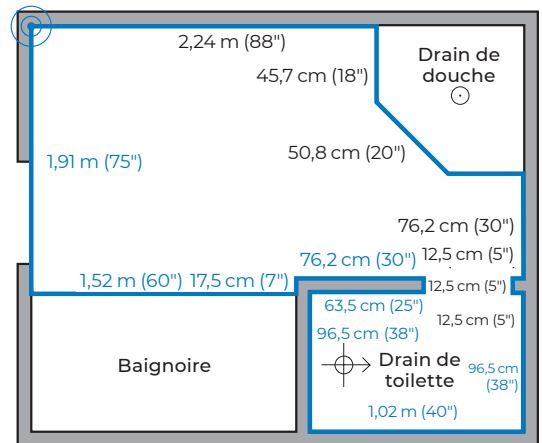 2,24 m (88")
Drain de
douche
45,7 cm (18")
50,8 cm (20")
1,91 m (75")
76,2 cm (30")
76,2 cm (30")
12,5 cm (5")
1,52 m (60")
17,5 cm (7")
12,5 cm (5")
63,5 cm (25")
12,5 cm (5")
96,5 cm (38")
Baignoire
Drain de
toilette
96,5 cm
(38")
1,02 m (40")